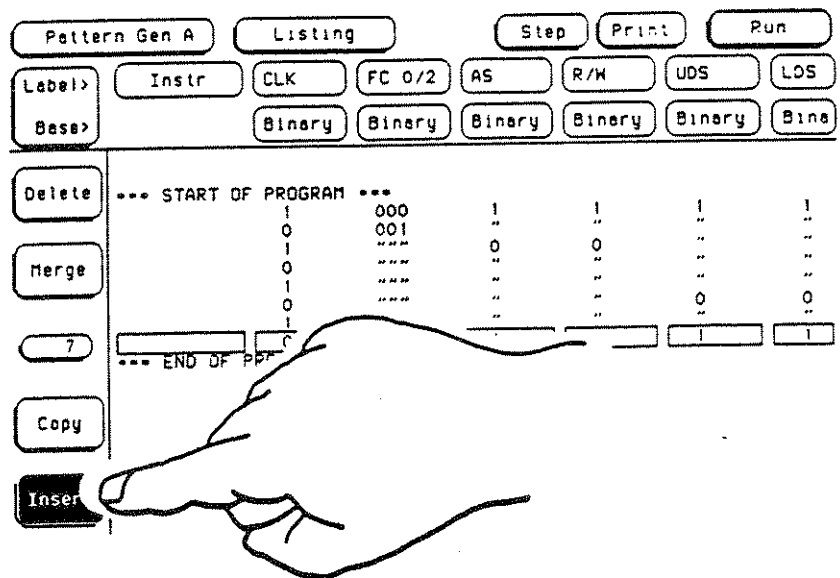 Pattern Gen A Listing Step Print Run
Label> Instr CLK FC 0/2 AS R/W UDS LDS
Base> Binary Binary Binary Binary Binary Bina
Delete
*** START OF PROGRAM ***
1 000 1 1 1 1
0 001 " " " "
1 """ 0 0 " "
Merge
0 """ " " " "
1 """ " " " "
0 """ " " 0 0
1 " " " "
7 1 1
*** END OF
Copy
Inser